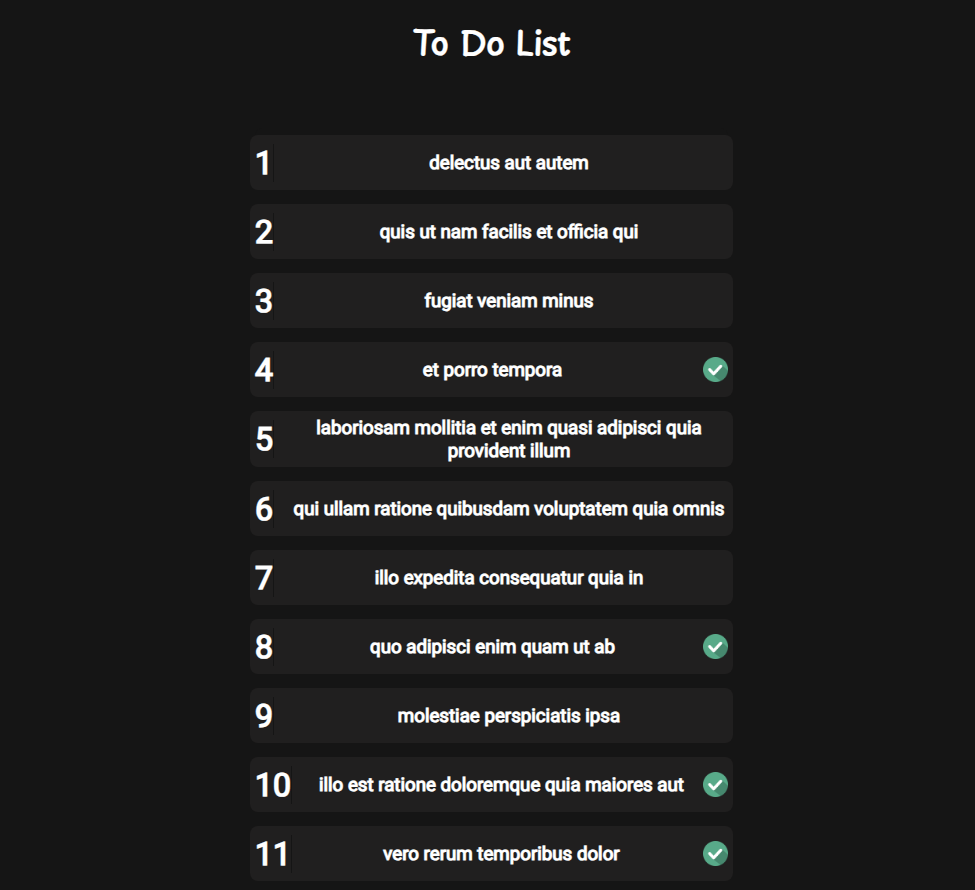 To Do List
1 delectus aut autem
2 quis ut nam facilis et officia qui
3 fugiat veniam minus
4 et porro tempora
5 laboriosam mollitia et enim quasi adipisci quia
provident illum
6 qui ullam ratione quibusdam voluptatem quia omnis
7 illo expedita consequatur quia in
8 quo adipisci enim quam ut ab
9 molestiae perspiciatis ipsa
10 illo est ratione doloremque quia maiores aut
11 vero rerum temporibus dolor